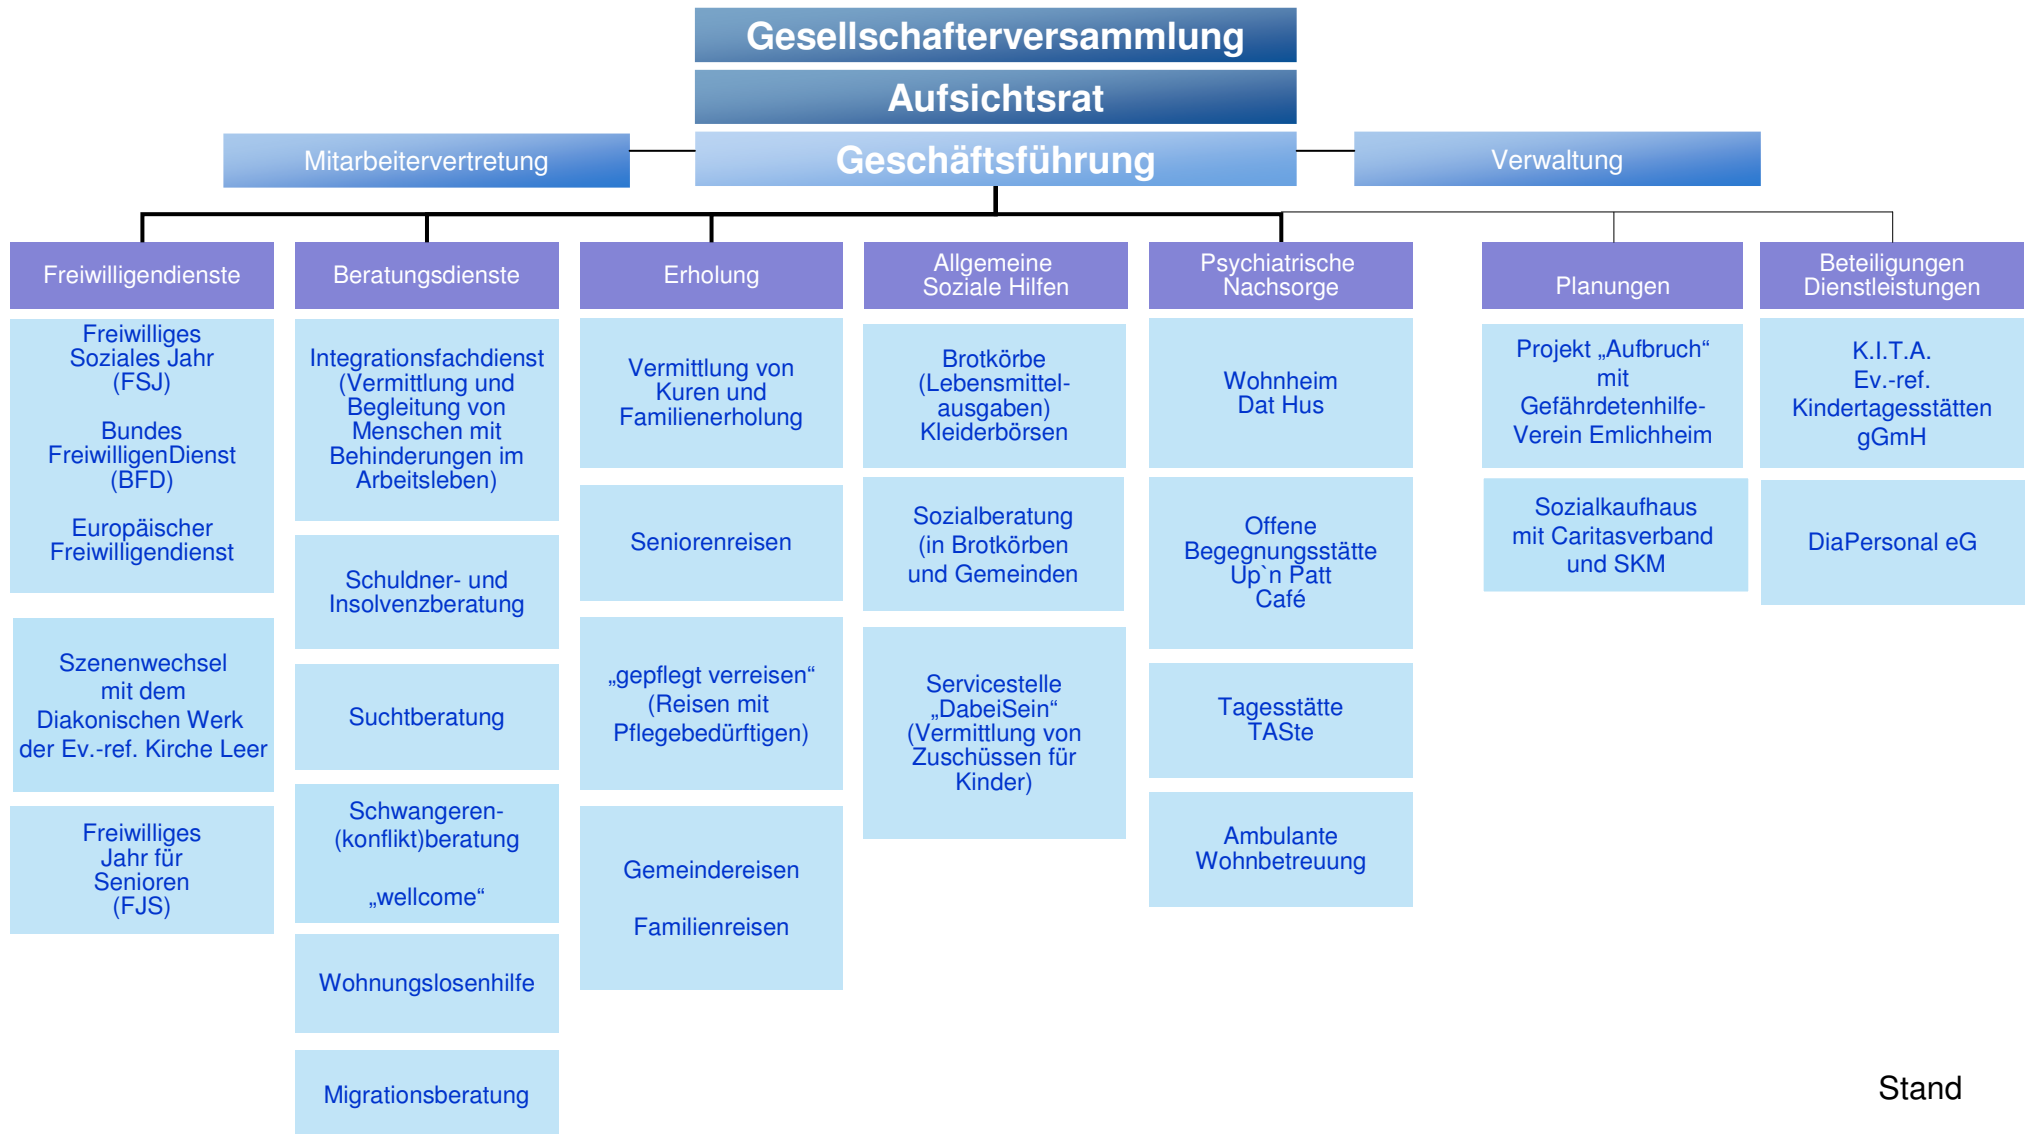 Gesellschafterversammlung
Aufsichtsrat
Mitarbeitervertretung
Geschäftsführung
Verwaltung
Freiwilligendienste
Freiwilliges
Soziales Jahr
(FSJ)
Bundes
FreiwilligenDienst
(BFD)
Europäischer
Freiwilligendienst
Szenenwechsel
mit dem
Diakonischen Werk
der Ev.-ref. Kirche Leer
Freiwilliges
Jahr für
Senioren
(FJS)
Beratungsdienste
Integrationsfachdienst
(Vermittlung und
Begleitung von
Menschen mit
Behinderungen im
Arbeitsleben)
Schuldner- und
Insolvenzberatung
Suchtberatung
Schwangeren-
(konflikt)beratung
„wellcome“
Wohnungslosenhilfe
Migrationsberatung
Erholung
Vermittlung von
Kuren und
Familienerholung
Seniorenreisen
„gepflegt verreisen“
(Reisen mit
Pflegebedürftigen)
Gemeindereisen
Familienreisen
Allgemeine
Soziale Hilfen
Brotkörbe
(Lebensmittel-
ausgaben)
Kleiderbörsen
Sozialberatung
(in Brotkörben
und Gemeinden
Servicestelle
„DabeiSein“
(Vermittlung von
Zuschüssen für
Kinder)
Psychiatrische
Nachsorge
Wohnheim
Dat Hus
Offene
Begegnungsstätte
Up`n Patt
Café
Tagesstätte
TASte
Ambulante
Wohnbetreuung
Planungen
Projekt „Aufbruch“
mit
Gefährdetenhilfe-
Verein Emlichheim
Sozialkaufhaus
mit Caritasverband
und SKM
Beteiligungen
Dienstleistungen
K.I.T.A.
Ev.-ref.
Kindertagesstätten
gGmH
DiaPersonal eG
Stand